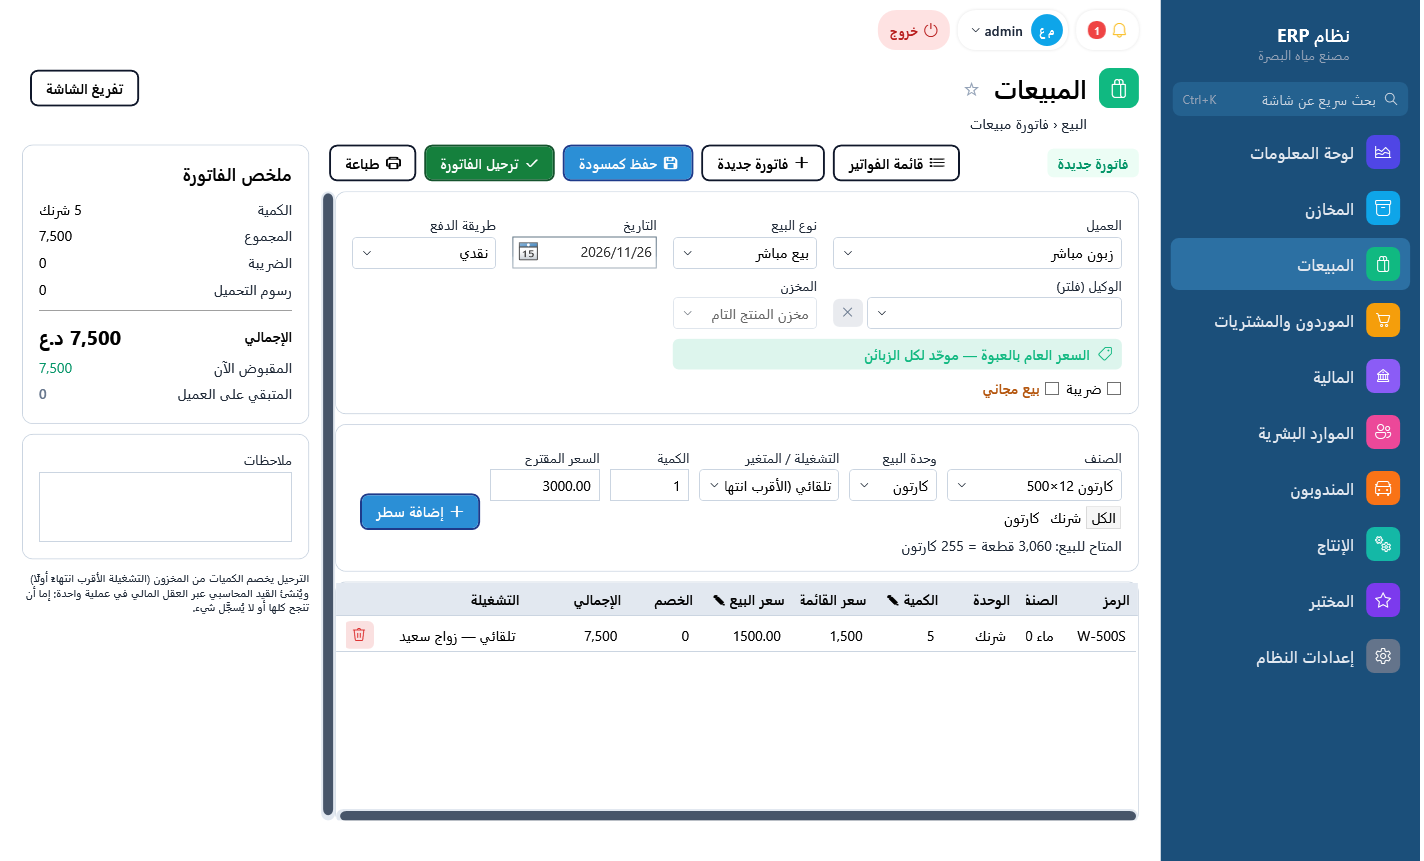 نظام ERP
مصنع مياه البصرة
بحث سريع عن شاشة Ctrl+K
لوحة المعلومات
المخازن
المبيعات
الموردون والمشتريات
المالية
الموارد البشرية
المندوبون
الإنتاج
المختبر
إعدادات النظام
1
م ع admin
خروج
المبيعات
البيع › فاتورة مبيعات
تفريغ الشاشة
فاتورة جديدة
قائمة الفواتير
فاتورة جديدة
حفظ كمسودة
ترحيل الفاتورة
طباعة
العميل نوع البيع التاريخ طريقة الدفع
زبون مباشر بيع مباشر 2026/11/26 15 نقدي
الوكيل (فلتر) المخزن
مخزن المنتج التام
السعر العام بالعبوة — موحّد لكل الزبائن
ضريبة بيع مجاني
الصنف وحدة البيع التشغيلة / المتغير الكمية السعر المقترح
كارتون 12×500 كارتون تلقائي (الأقرب انتها 1 3000.00
إضافة سطر
الكل شرنك كارتون
المتاح للبيع: 3,060 قطعة = 255 كارتون
الرمز الصنف الوحدة الكمية سعر القائمة سعر البيع الخصم الإجمالي التشغيلة
W-500S ماء 0 شرنك 5 1,500 1500.00 0 7,500 تلقائي — زواج سعيد
ملخص الفاتورة
الكمية 5 شرنك
المجموع 7,500
الضريبة 0
رسوم التحميل 0
الإجمالي 7,500 د.ع
المقبوض الآن 7,500
المتبقي على العميل 0
ملاحظات
الترحيل يخصم الكميات من المخزون (التشغيلة الأقرب انتهاءً أولًا)
ويُنشئ القيد المحاسبي عبر العقل المالي في عملية واحدة: إما أن
تنجح كلها أو لا يُسجَّل شيء.